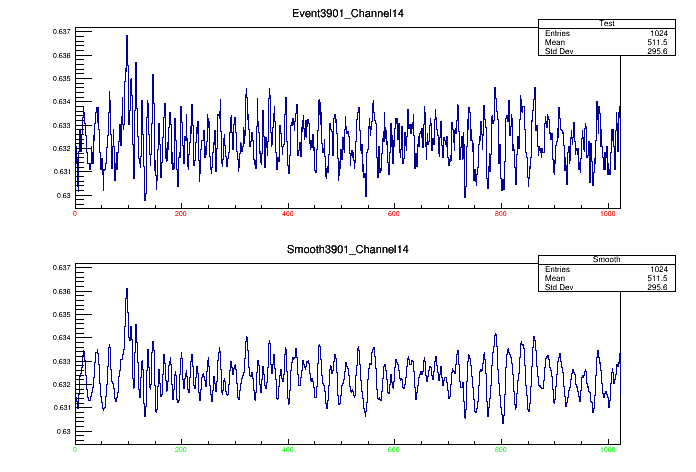 Event3901_Channel14
Test
Entries 1024
Mean 511.5
Std Dev 295.6
0.637
0.636
0.635
0.634
0.633
0.632
0.631
0.63
0 200 400 600 800 1000
Smooth3901_Channel14
Smooth
Entries 1024
Mean 511.5
Std Dev 295.6
0.637
0.636
0.635
0.634
0.633
0.632
0.631
0.63
0 200 400 600 800 1000